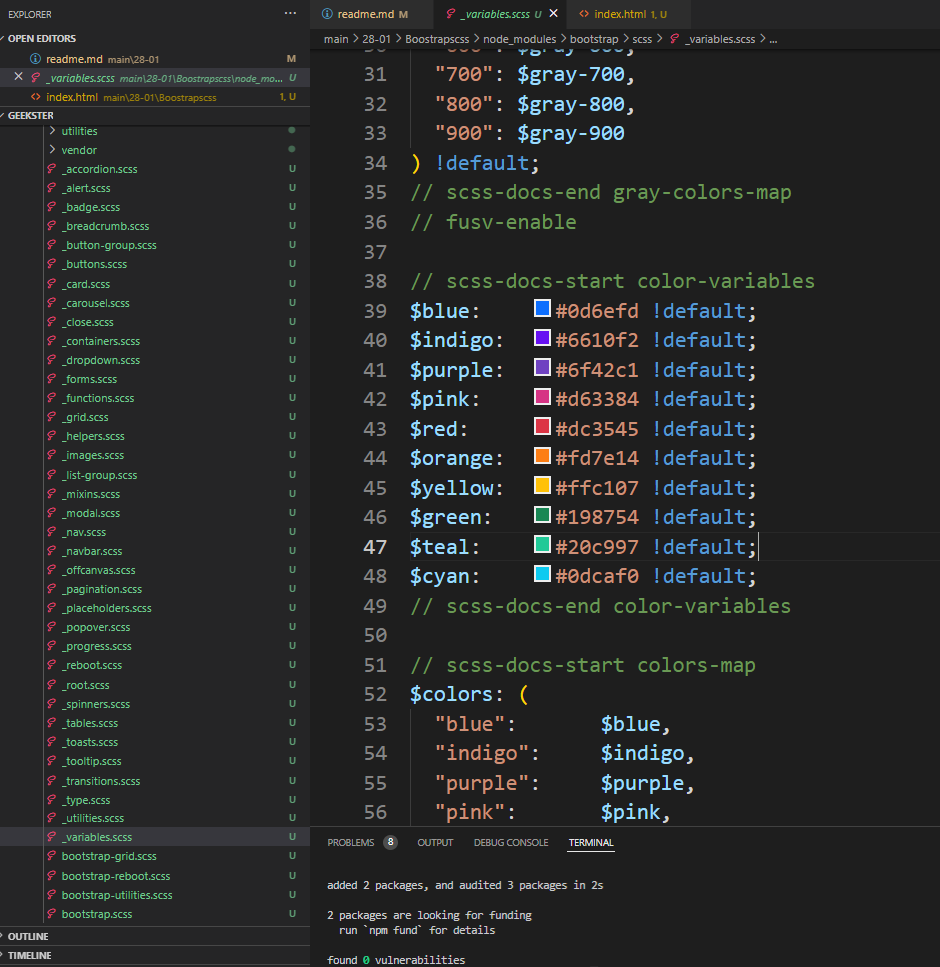 EXPLORER
···
OPEN EDITORS
readme.md main\28-01 M
_variables.scss main\28-01\Boostrapscss\node_mo... U
index.html main\28-01\Boostrapscss 1, U
GEEKSTER
utilities
vendor
_accordion.scss U
_alert.scss U
_badge.scss U
_breadcrumb.scss U
_button-group.scss U
_buttons.scss U
_card.scss U
_carousel.scss U
_close.scss U
_containers.scss U
_dropdown.scss U
_forms.scss U
_functions.scss U
_grid.scss U
_helpers.scss U
_images.scss U
_list-group.scss U
_mixins.scss U
_modal.scss U
_nav.scss U
_navbar.scss U
_offcanvas.scss U
_pagination.scss U
_placeholders.scss U
_popover.scss U
_progress.scss U
_reboot.scss U
_root.scss U
_spinners.scss U
_tables.scss U
_toasts.scss U
_tooltip.scss U
_transitions.scss U
_type.scss U
_utilities.scss U
_variables.scss U
bootstrap-grid.scss U
bootstrap-reboot.scss U
bootstrap-utilities.scss U
bootstrap.scss U
OUTLINE
TIMELINE
readme.md M _variables.scss U index.html 1, U
main > 28-01 > Boostrapscss > node_modules > bootstrap > scss > _variables.scss > ...
31 "700": $gray-700,
32 "800": $gray-800,
33 "900": $gray-900
34 ) !default;
35 // scss-docs-end gray-colors-map
36 // fusv-enable
37
38 // scss-docs-start color-variables
39 $blue: #0d6efd !default;
40 $indigo: #6610f2 !default;
41 $purple: #6f42c1 !default;
42 $pink: #d63384 !default;
43 $red: #dc3545 !default;
44 $orange: #fd7e14 !default;
45 $yellow: #ffc107 !default;
46 $green: #198754 !default;
47 $teal: #20c997 !default;
48 $cyan: #0dcaf0 !default;
49 // scss-docs-end color-variables
50
51 // scss-docs-start colors-map
52 $colors: (
53 "blue": $blue,
54 "indigo": $indigo,
55 "purple": $purple,
56 "pink": $pink,
PROBLEMS 8 OUTPUT DEBUG CONSOLE TERMINAL
added 2 packages, and audited 3 packages in 2s
2 packages are looking for funding
run `npm fund` for details
found 0 vulnerabilities